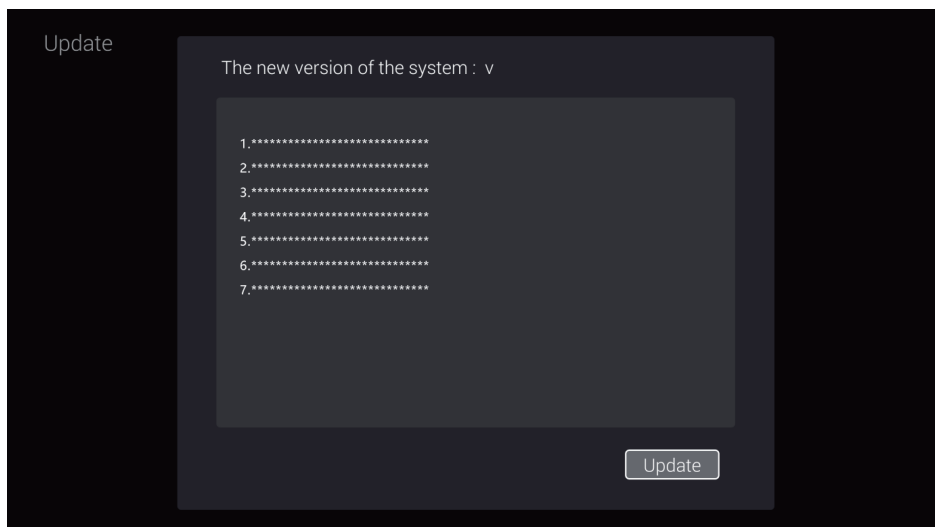 Update
The new version of the system : v
1.*****************************
2.*****************************
3.*****************************
4.*****************************
5.*****************************
6.*****************************
7.*****************************
Update